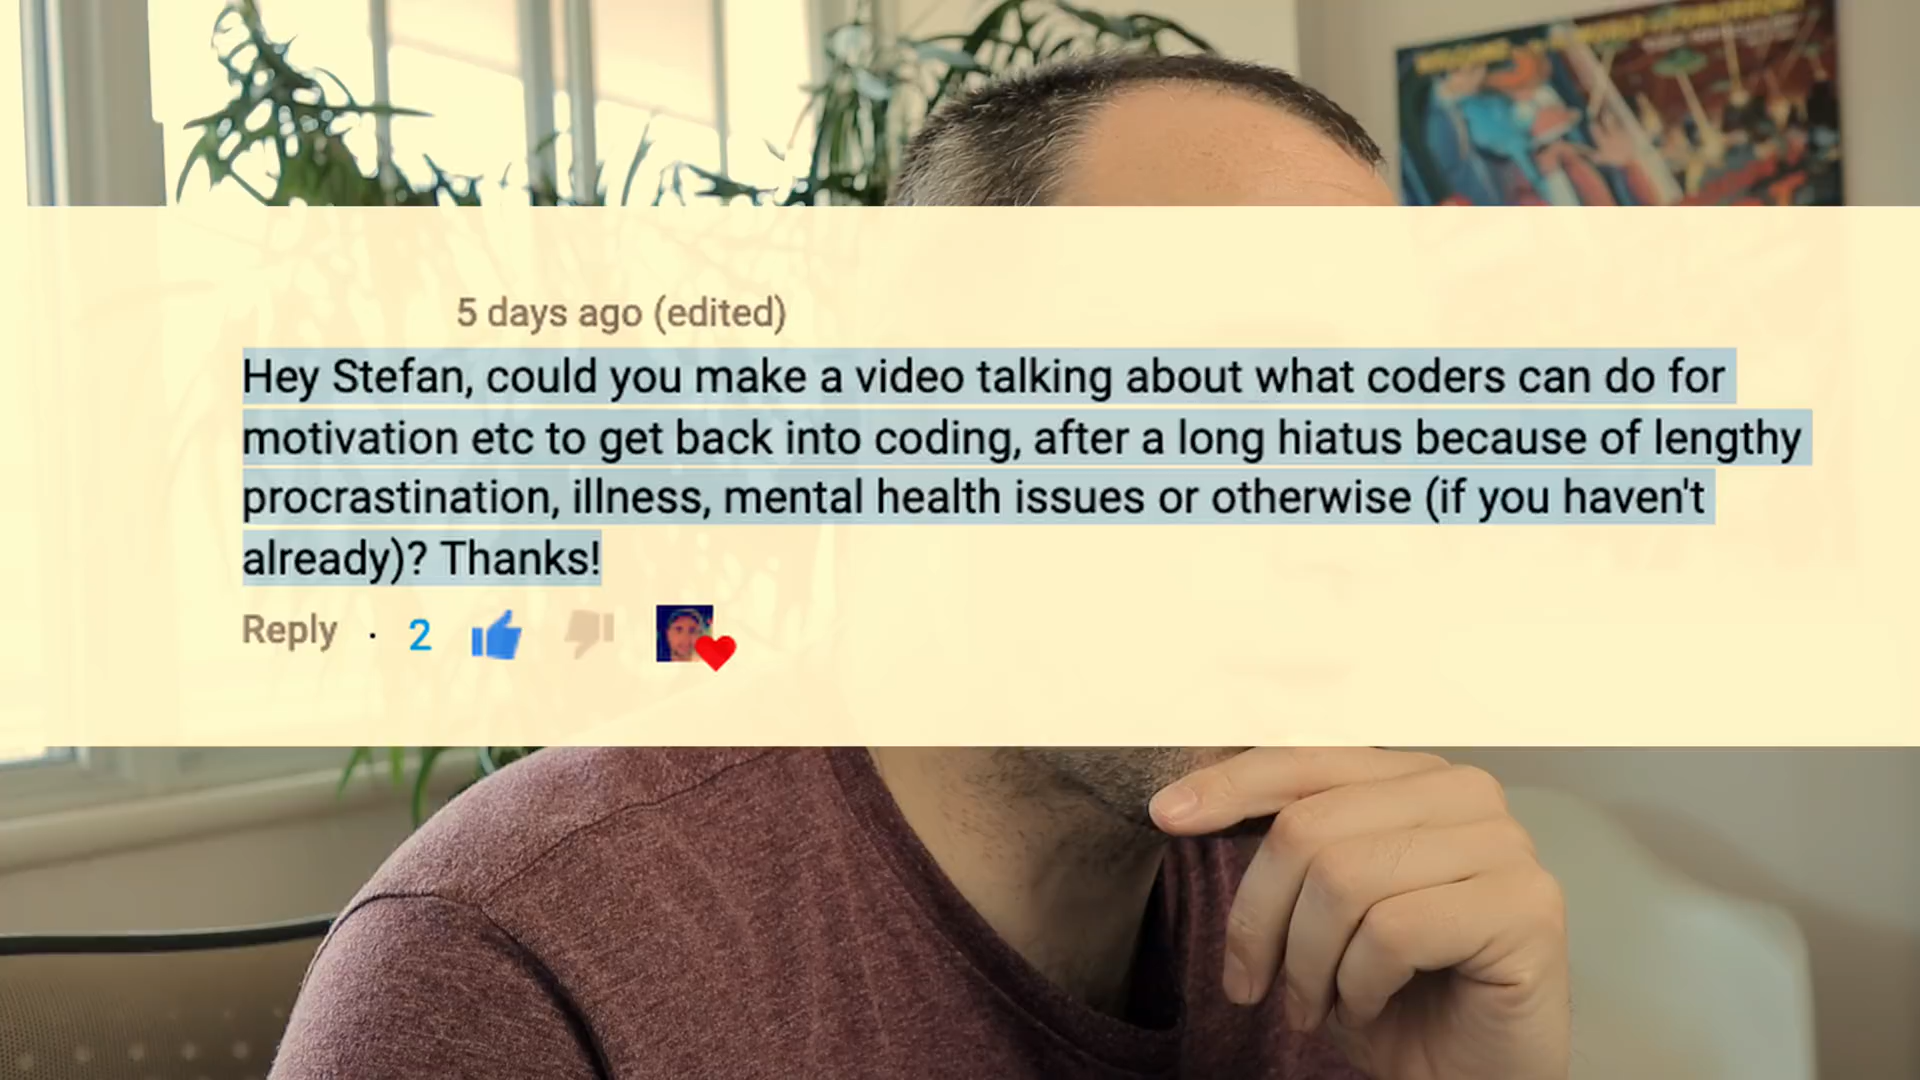 5 days ago (edited)
Hey Stefan, could you make a video talking about what coders can do for
motivation etc to get back into coding, after a long hiatus because of lengthy
procrastination, illness, mental health issues or otherwise (if you haven't
already)? Thanks!
Reply · 2